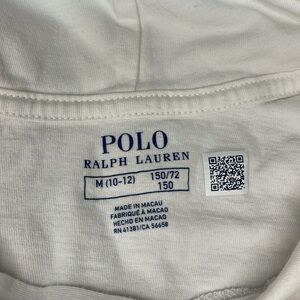 POLO
RALPH LAUREN
M (10-12) 150/72
150
MADE IN MACAU
FABRIQUÉ À MACAO
HECHO EN MACAO
RN 41381/CA 56658